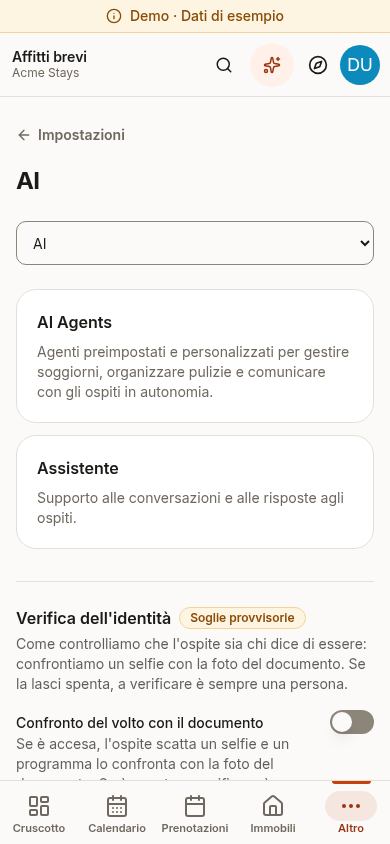 Demo · Dati di esempio
Affitti brevi
Acme Stays
DU
Impostazioni
AI
AI
AI Agents
Agenti preimpostati e personalizzati per gestire
soggiorni, organizzare pulizie e comunicare
con gli ospiti in autonomia.
Assistente
Supporto alle conversazioni e alle risposte agli
ospiti.
Verifica dell'identità Soglie provvisorie
Come controlliamo che l'ospite sia chi dice di essere:
confrontiamo un selfie con la foto del documento. Se
la lasci spenta, a verificare è sempre una persona.
Confronto del volto con il documento
Se è accesa, l'ospite scatta un selfie e un
programma lo confronta con la foto del
Cruscotto Calendario Prenotazioni Immobili Altro